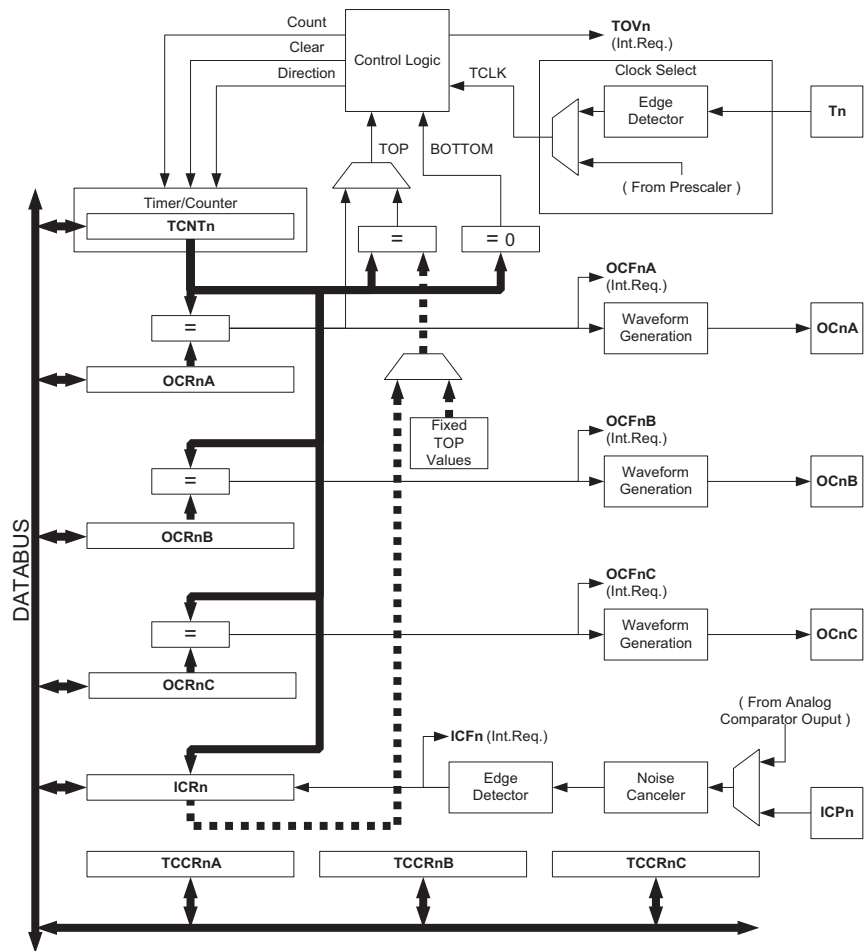 Count
Clear
Direction
Control Logic
TOVn
(Int.Req.)
TCLK
Clock Select
Edge
Detector
Tn
( From Prescaler )
TOP
BOTTOM
Timer/Counter
TCNTn
=
= 0
=
OCRnA
OCFnA
(Int.Req.)
Waveform
Generation
OCnA
Fixed
TOP
Values
OCFnB
(Int.Req.)
=
Waveform
Generation
OCnB
OCRnB
DATABUS
OCFnC
(Int.Req.)
=
Waveform
Generation
OCnC
OCRnC
( From Analog
Comparator Ouput )
ICFn (Int.Req.)
ICRn
Edge
Detector
Noise
Canceler
ICPn
TCCRnA
TCCRnB
TCCRnC